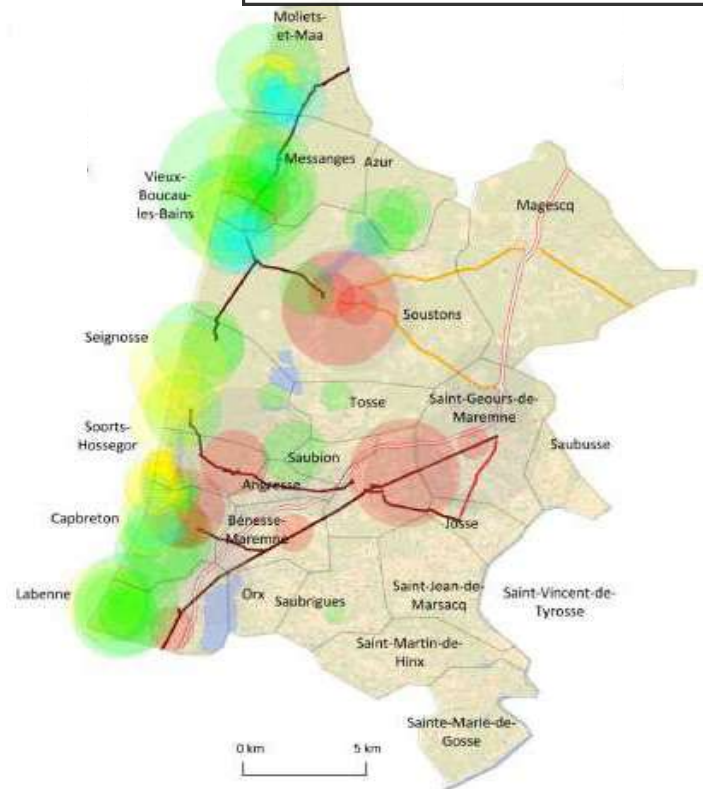 Moliets-
et-Maa
Messanges
Azur
Vieux-
Boucau-
les-Bains
Magescq
Soustons
Seignosse
Tosse
Saint-Geours-de-
Maremne
Soorts-
Hossegor
Saubion
Saubusse
Angresse
Capbreton
Bénesse-
Maremne
Josse
Labenne
Orx
Saubrigues
Saint-Jean-de-
Marsacq
Saint-Vincent-de-
Tyrosse
Saint-Martin-de-
Hinx
Sainte-Marie-de-
Gosse
0 km
5 km